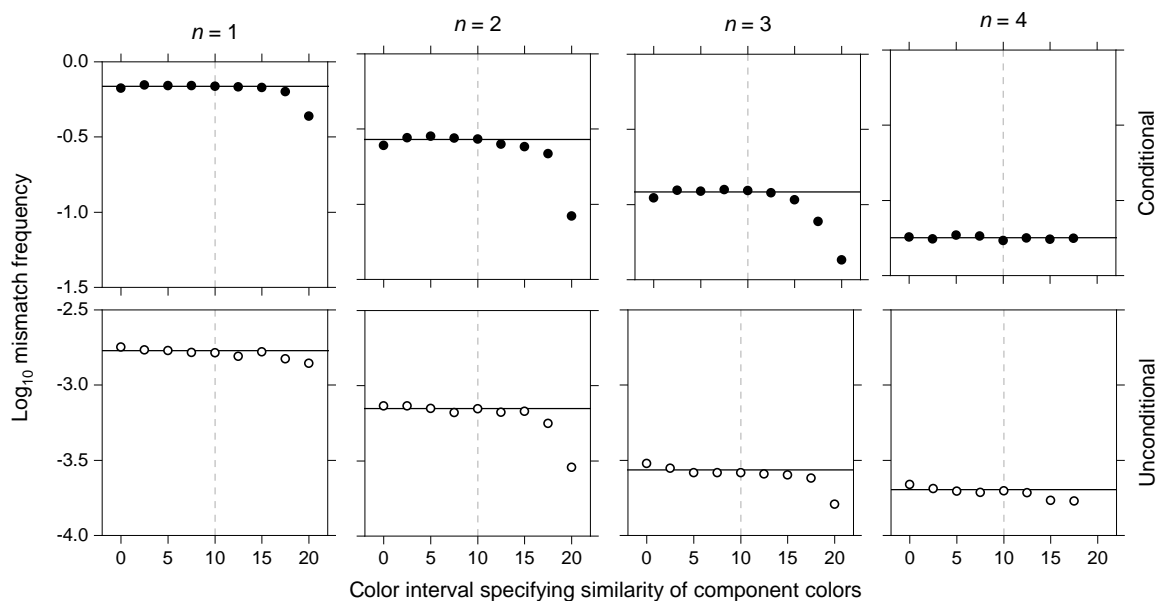 n = 1
n = 2
n = 3
n = 4
0.0
-0.5
-1.0
-1.5
Conditional
-2.5
-3.0
-3.5
-4.0
Unconditional
Log10 mismatch frequency
0 5 10 15 20
0 5 10 15 20
0 5 10 15 20
0 5 10 15 20
Color interval specifying similarity of component colors